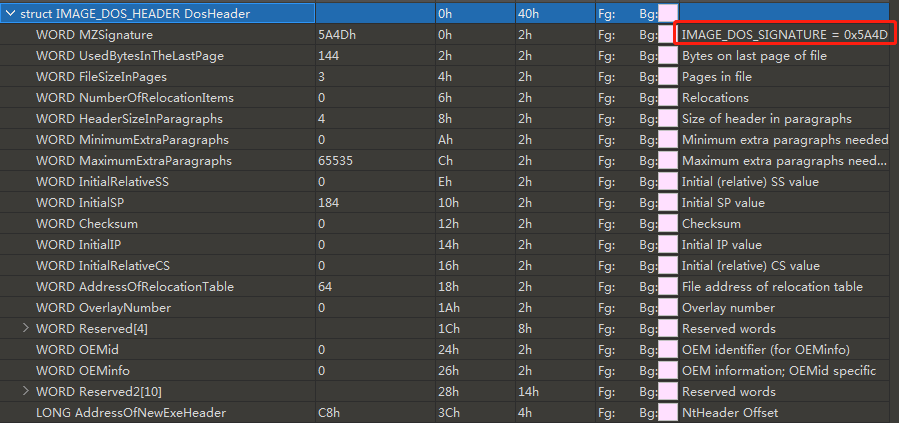 struct IMAGE_DOS_HEADER DosHeader 0h 40h Fg: Bg:
WORD MZSignature 5A4Dh 0h 2h Fg: Bg: IMAGE_DOS_SIGNATURE = 0x5A4D
WORD UsedBytesInTheLastPage 144 2h 2h Fg: Bg: Bytes on last page of file
WORD FileSizeInPages 3 4h 2h Fg: Bg: Pages in file
WORD NumberOfRelocationItems 0 6h 2h Fg: Bg: Relocations
WORD HeaderSizeInParagraphs 4 8h 2h Fg: Bg: Size of header in paragraphs
WORD MinimumExtraParagraphs 0 Ah 2h Fg: Bg: Minimum extra paragraphs needed
WORD MaximumExtraParagraphs 65535 Ch 2h Fg: Bg: Maximum extra paragraphs need...
WORD InitialRelativeSS 0 Eh 2h Fg: Bg: Initial (relative) SS value
WORD InitialSP 184 10h 2h Fg: Bg: Initial SP value
WORD Checksum 0 12h 2h Fg: Bg: Checksum
WORD InitialIP 0 14h 2h Fg: Bg: Initial IP value
WORD InitialRelativeCS 0 16h 2h Fg: Bg: Initial (relative) CS value
WORD AddressOfRelocationTable 64 18h 2h Fg: Bg: File address of relocation table
WORD OverlayNumber 0 1Ah 2h Fg: Bg: Overlay number
WORD Reserved[4] 1Ch 8h Fg: Bg: Reserved words
WORD OEMid 0 24h 2h Fg: Bg: OEM identifier (for OEMinfo)
WORD OEMinfo 0 26h 2h Fg: Bg: OEM information; OEMid specific
WORD Reserved2[10] 28h 14h Fg: Bg: Reserved words
LONG AddressOfNewExeHeader C8h 3Ch 4h Fg: Bg: NtHeader Offset